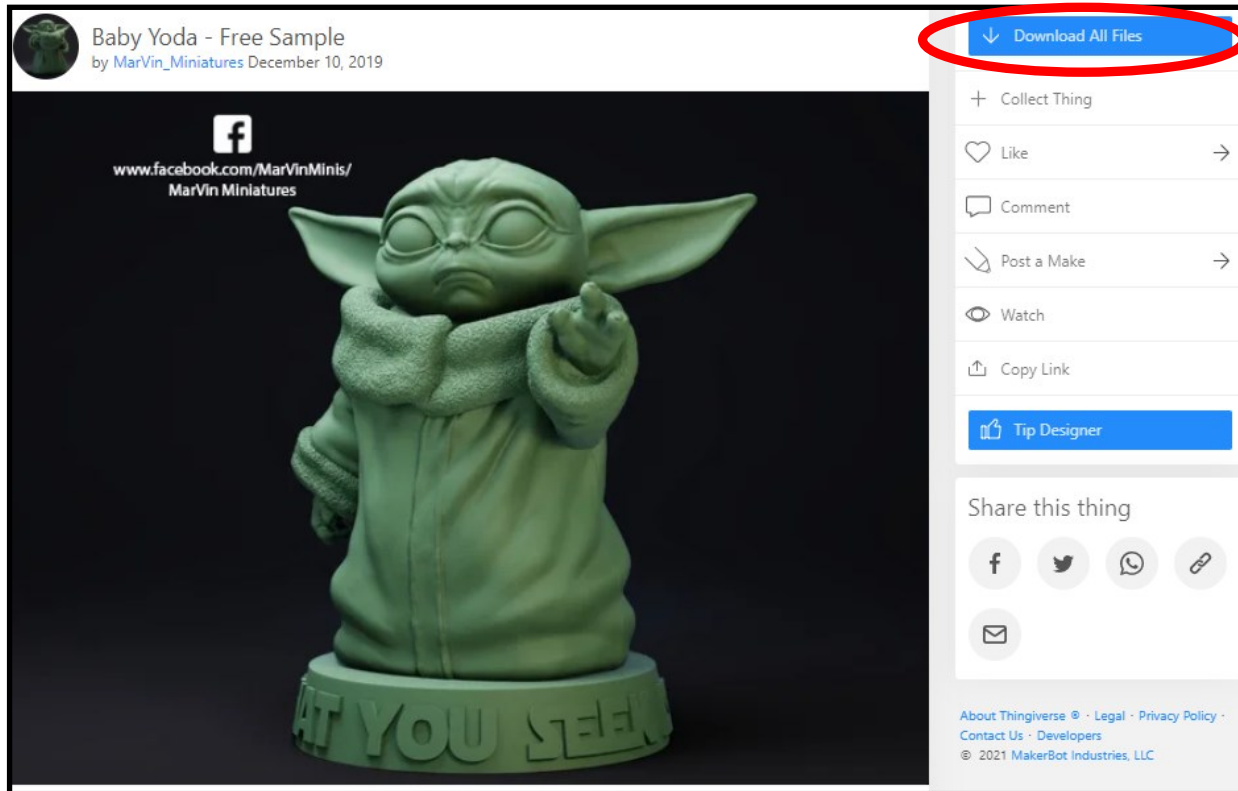 Baby Yoda - Free Sample
by MarVin_Miniatures December 10, 2019
www.facebook.com/MarVinMinis/
MarVin Miniatures
AT YOU SEEK
Download All Files
Collect Thing
Like
Comment
Post a Make
Watch
Copy Link
Tip Designer
Share this thing
About Thingiverse ® · Legal · Privacy Policy ·
Contact Us · Developers
© 2021 MakerBot Industries, LLC